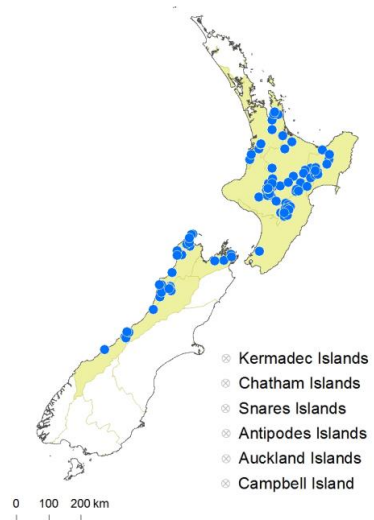 Kermadec Islands
Chatham Islands
Snares Islands
Antipodes Islands
Auckland Islands
Campbell Island
0 100 200 km